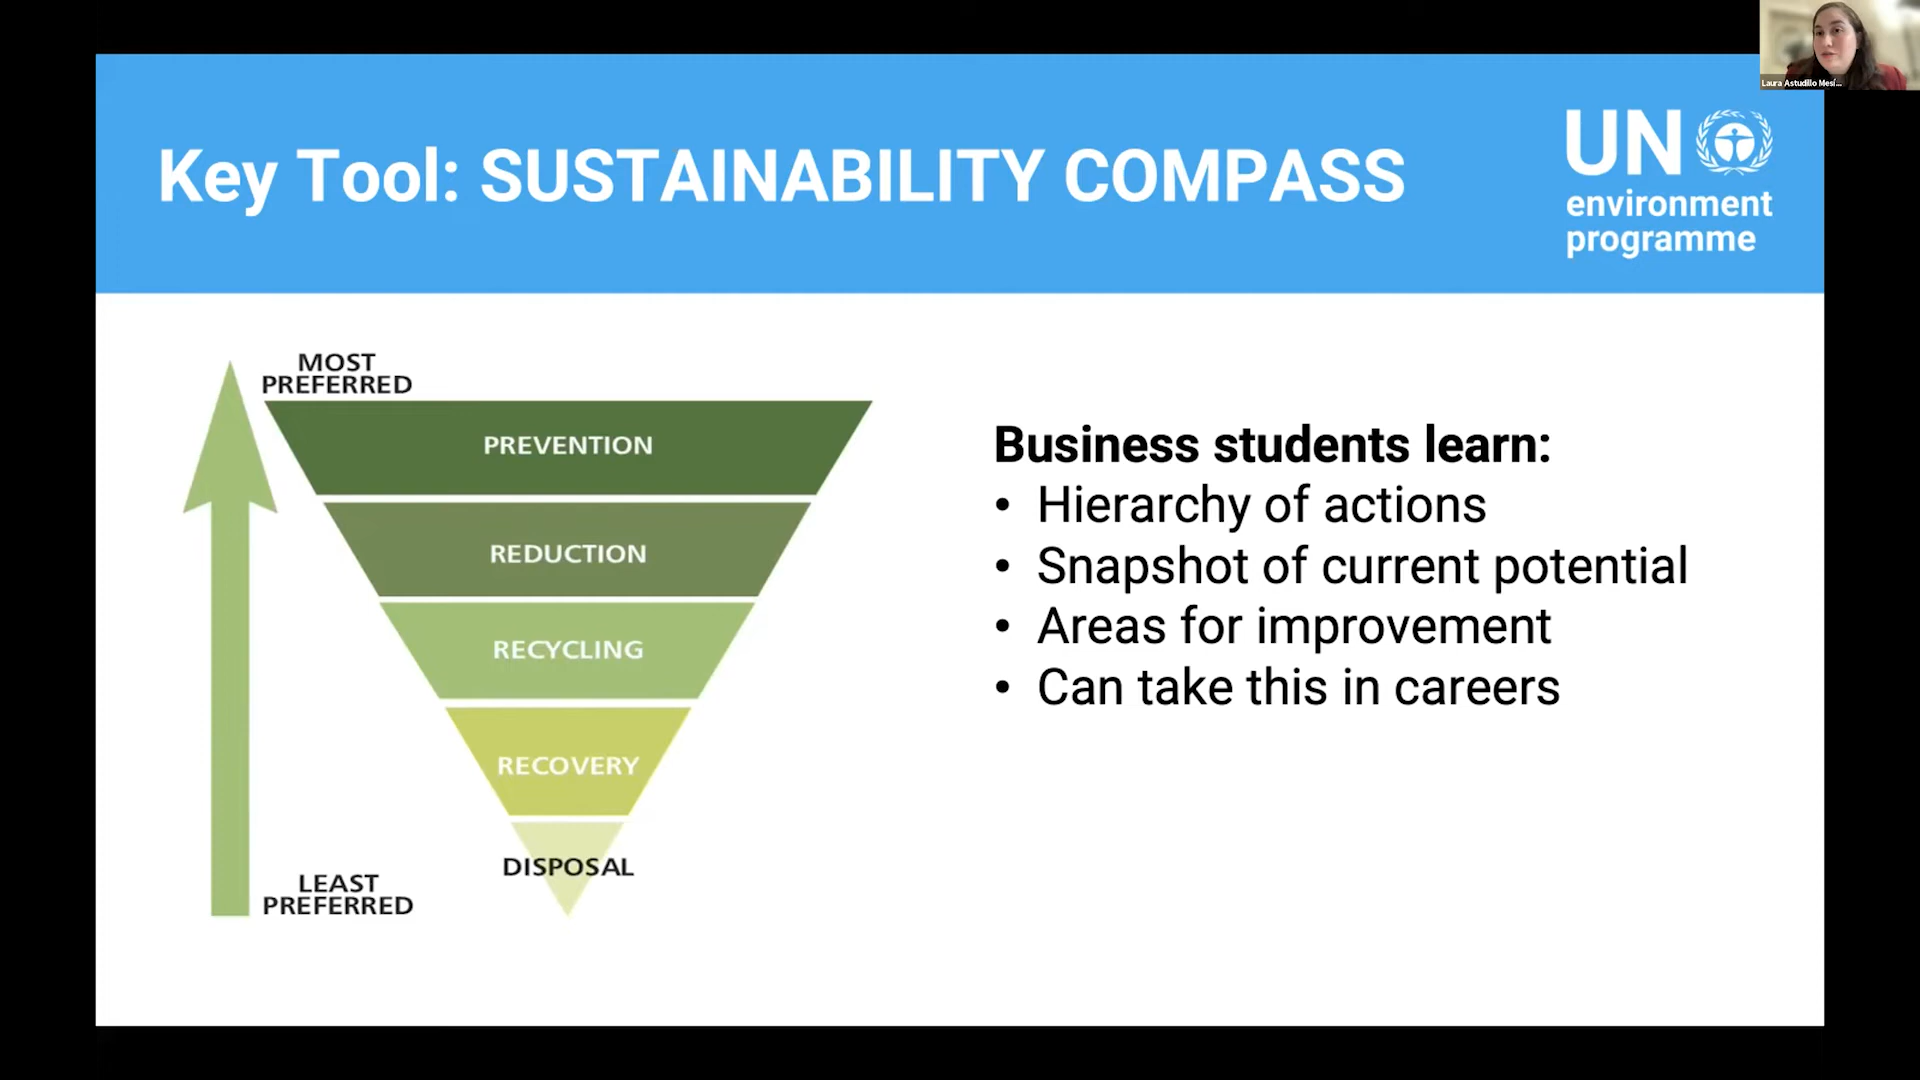 Laura Astudillo Mesí...
Key Tool: SUSTAINABILITY COMPASS
UN
environment
programme
MOST
PREFERRED
PREVENTION
REDUCTION
RECYCLING
RECOVERY
DISPOSAL
LEAST
PREFERRED
Business students learn:
• Hierarchy of actions
• Snapshot of current potential
• Areas for improvement
• Can take this in careers